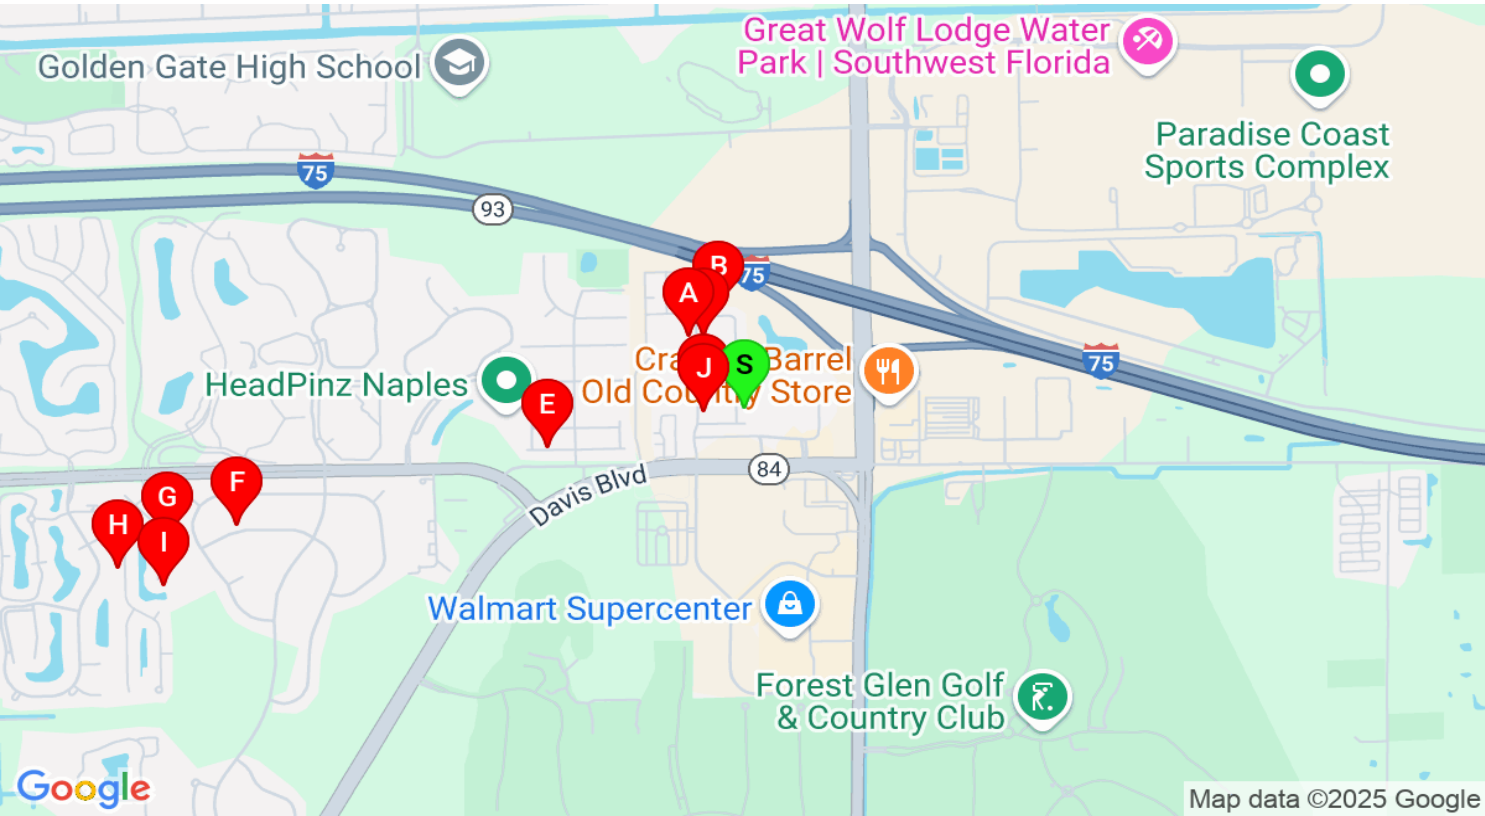 Great Wolf Lodge Water
Park | Southwest Florida
Golden Gate High School
Paradise Coast
Sports Complex
75
93
B
75
A
75
J
S
Barrel
Old Country Store
HeadPinz Naples
E
84
Davis Blvd
F
G
H
I
Walmart Supercenter
Forest Glen Golf
& Country Club
Google
Map data ©2025 Google